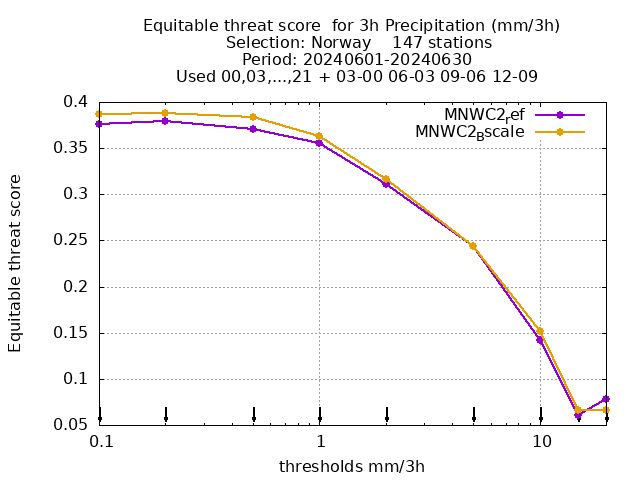 Equitable threat score  for 3h Precipitation (mm/3h)
Selection: Norway    147 stations
Period: 20240601-20240630
Used 00,03,...,21 + 03-00 06-03 09-06 12-09
MNWC2ref
MNWC2Bscale
0.4
0.35
0.3
0.25
0.2
0.15
0.1
0.05
Equitable threat score
0.1 1 10
thresholds mm/3h